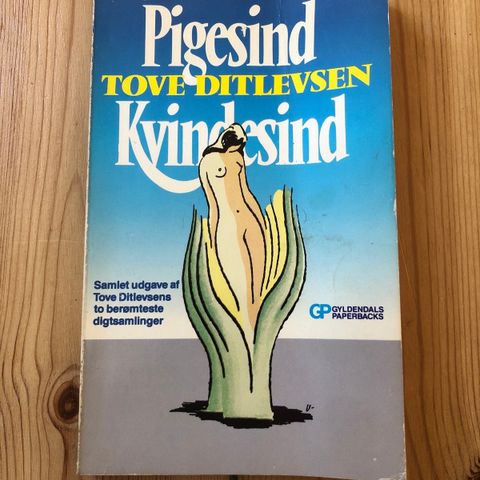 Pigesind
TOVE DITLEVSEN
Kvindesind
Samlet udgave af
Tove Ditlevsens
to berømteste
digtsamlinger
GP GYLDENDALS
PAPERBACKS